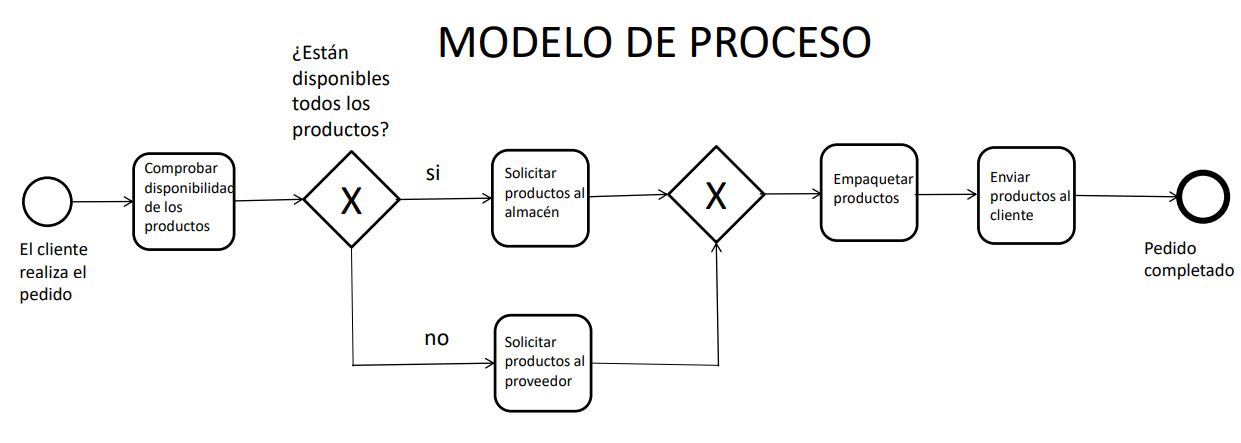 MODELO DE PROCESO
¿Están
disponibles
todos los
productos?
El cliente
realiza el
pedido
Comprobar
disponibilidad
de los
productos
X
si
Solicitar
productos al
almacén
no
Solicitar
productos al
proveedor
X
Empaquetar
productos
Enviar
productos al
cliente
Pedido
completado